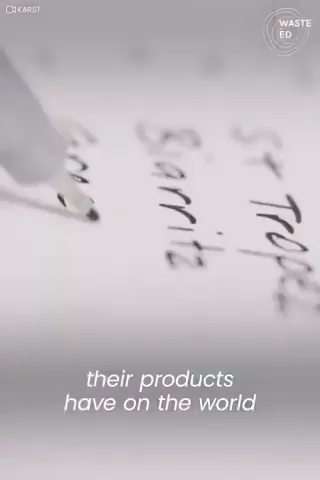 KARST
WASTE
ED
St Tropez
Biarritz
their products
have on the world